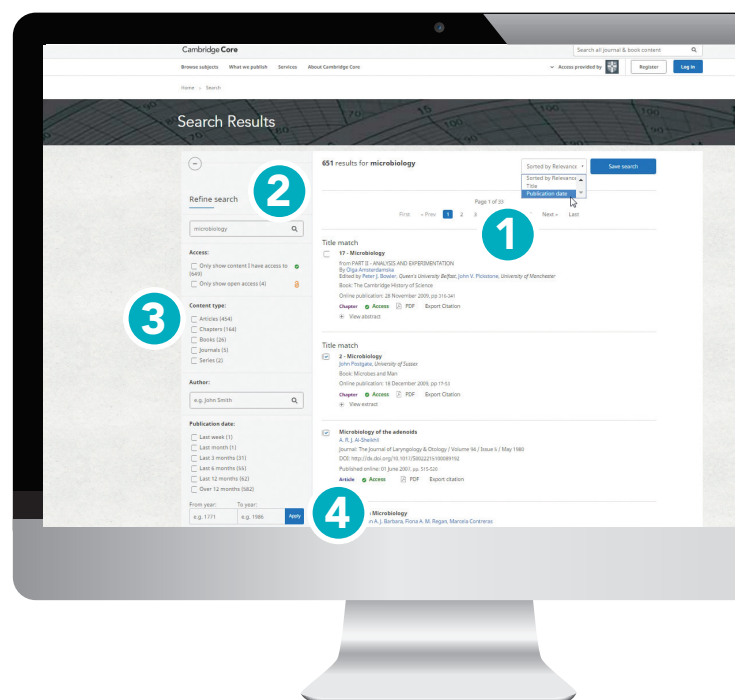 Cambridge Core
Search all journal & book content
Browse subjects What we publish Services About Cambridge Core
Access provided by Register Log in
Home > Search
Search Results
2
Refine search
microbiology
Access:
Only show content I have access to (649)
Only show open access (4)
3
Content type:
Articles (454)
Chapters (164)
Books (26)
Journals (5)
Series (2)
Author:
e.g. John Smith
Publication date:
Last week (1)
Last month (1)
Last 3 months (31)
Last 6 months (55)
Last 12 months (62)
Over 12 months (582)
From year: To year:
e.g. 1771 e.g. 1986 Apply
4
651 results for microbiology
Sorted by Relevance
Save search
Sorted by Relevance
Title
Publication date
Page 1 of 33
First « Prev 1 2 3 Next » Last
1
Title match
17 - Microbiology
from PART II - ANALYSIS AND EXPERIMENTATION
By Olga Amsterdamska
Edited by Peter J. Bowler, Queen's University Belfast, John V. Pickstone, University of Manchester
Book: The Cambridge History of Science
Online publication: 28 November 2009, pp 316-341
Chapter Access PDF Export Citation
View abstract
Title match
2 - Microbiology
John Postgate, University of Sussex
Book: Microbes and Man
Online publication: 18 December 2009, pp 11-53
Chapter Access PDF Export Citation
View extract
Microbiology of the adenoids
A. R. J. Al-Sheikhli
Journal: The Journal of Laryngology & Otology / Volume 94 / Issue 5 / May 1980
Published online: 01 June 2007, pp. 515-520
Article Access PDF Export citation
Microbiology
A. J. Barbara, Fiona A. M. Regan, Marcela Contreras